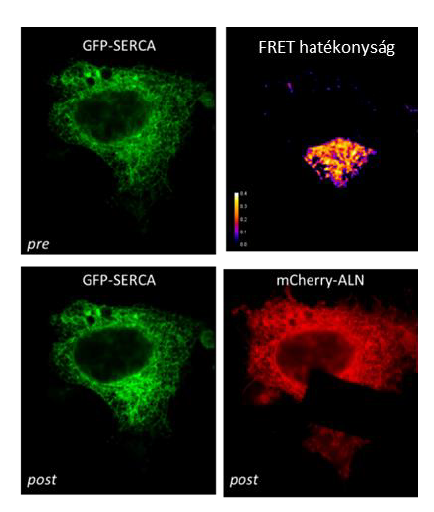 GFP-SERCA
FRET hatékonyság
pre
0.4
0.3
0.2
0.1
0.0
GFP-SERCA
mCherry-ALN
post
post